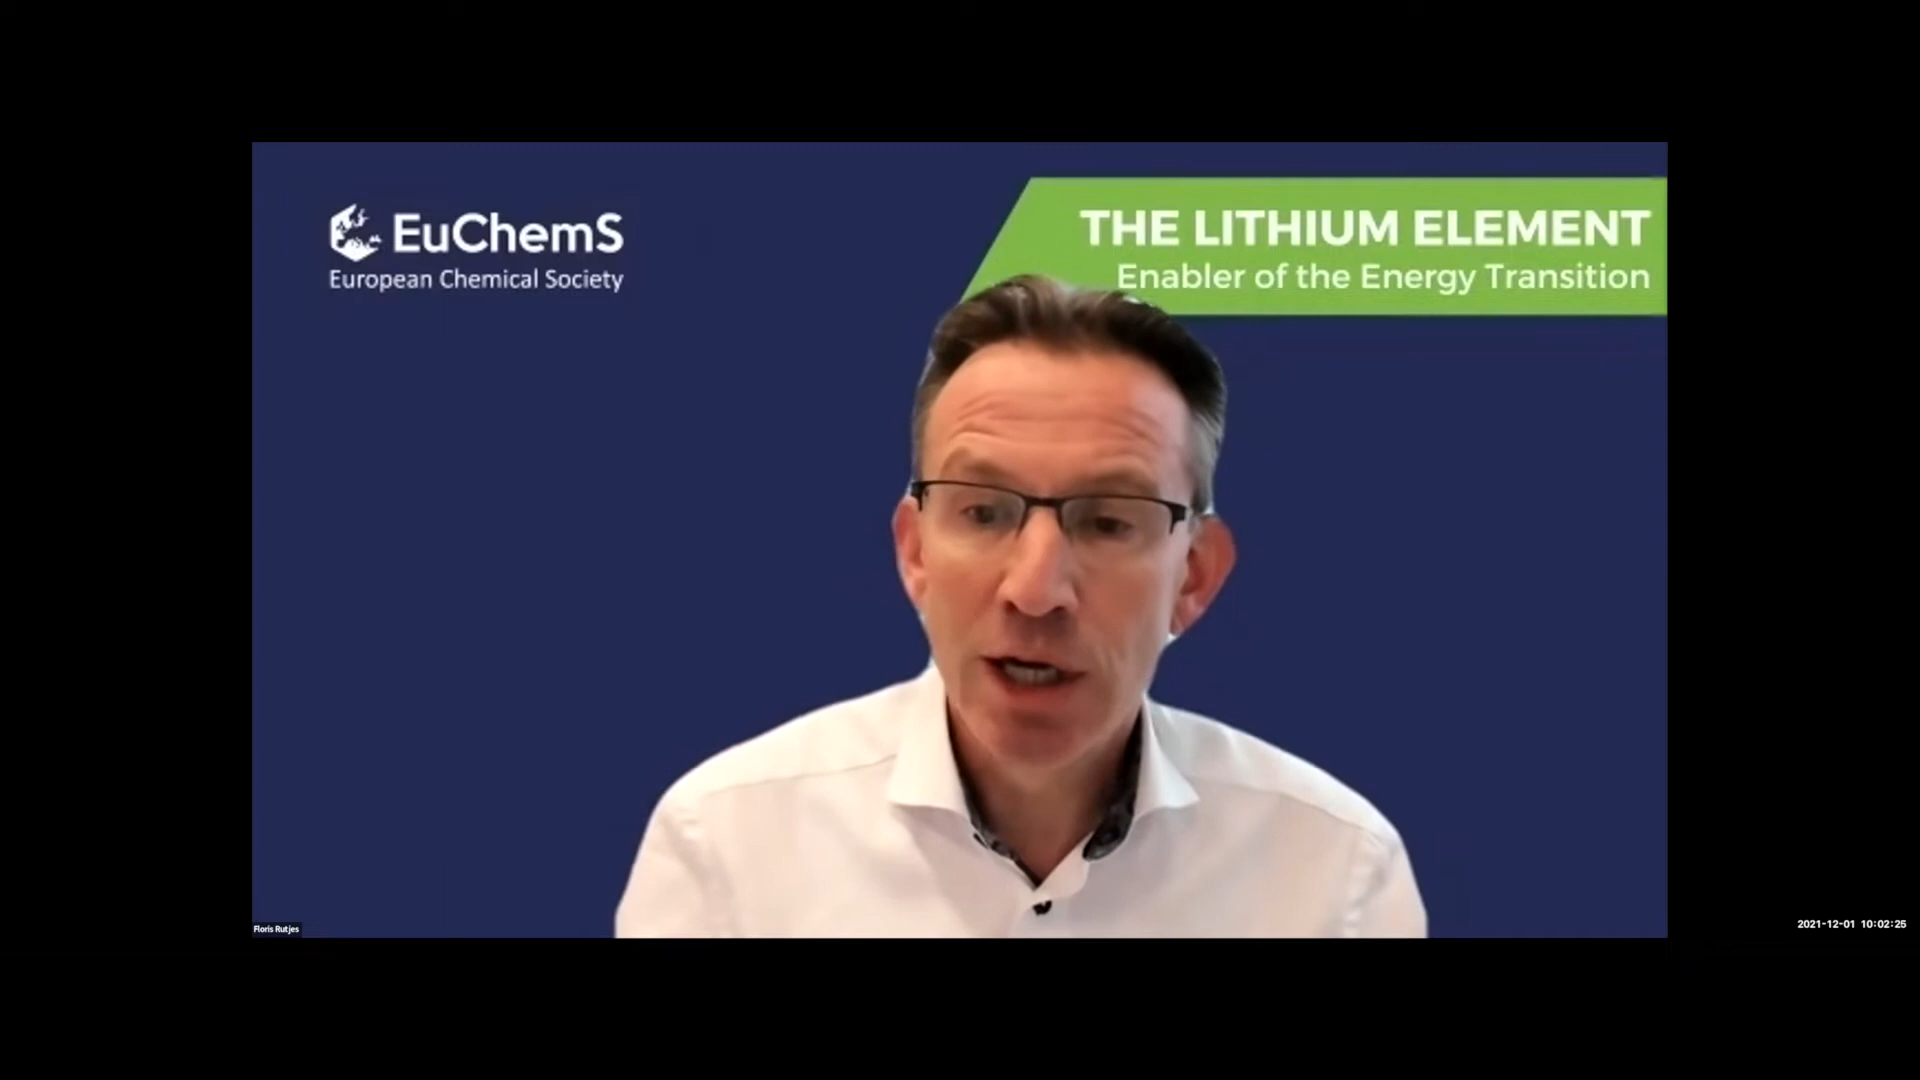 EuChemS
European Chemical Society
THE LITHIUM ELEMENT
Enabler of the Energy Transition
Floris Rutjes
2021-12-01 10:02:25